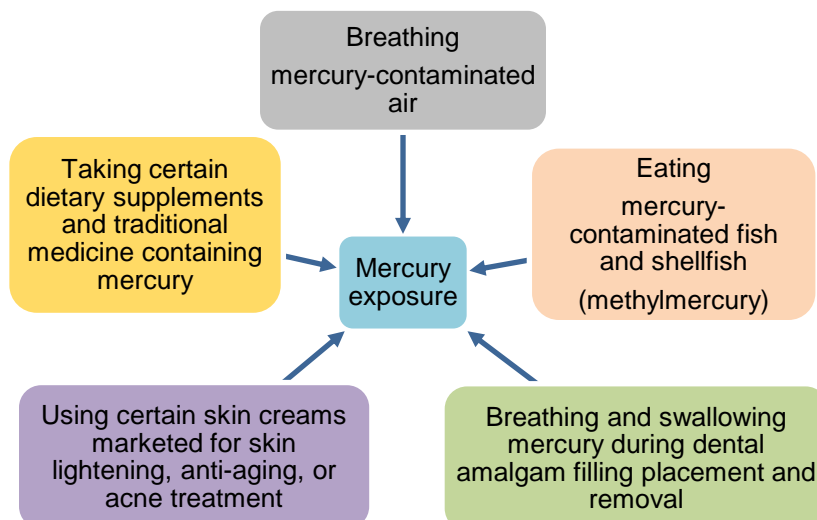 Breathing
mercury-contaminated
air
Taking certain
dietary supplements
and traditional
medicine containing
mercury
Eating
mercury-
contaminated fish
and shellfish
(methylmercury)
Mercury
exposure
Using certain skin creams
marketed for skin
lightening, anti-aging, or
acne treatment
Breathing and swallowing
mercury during dental
amalgam filling placement and
removal